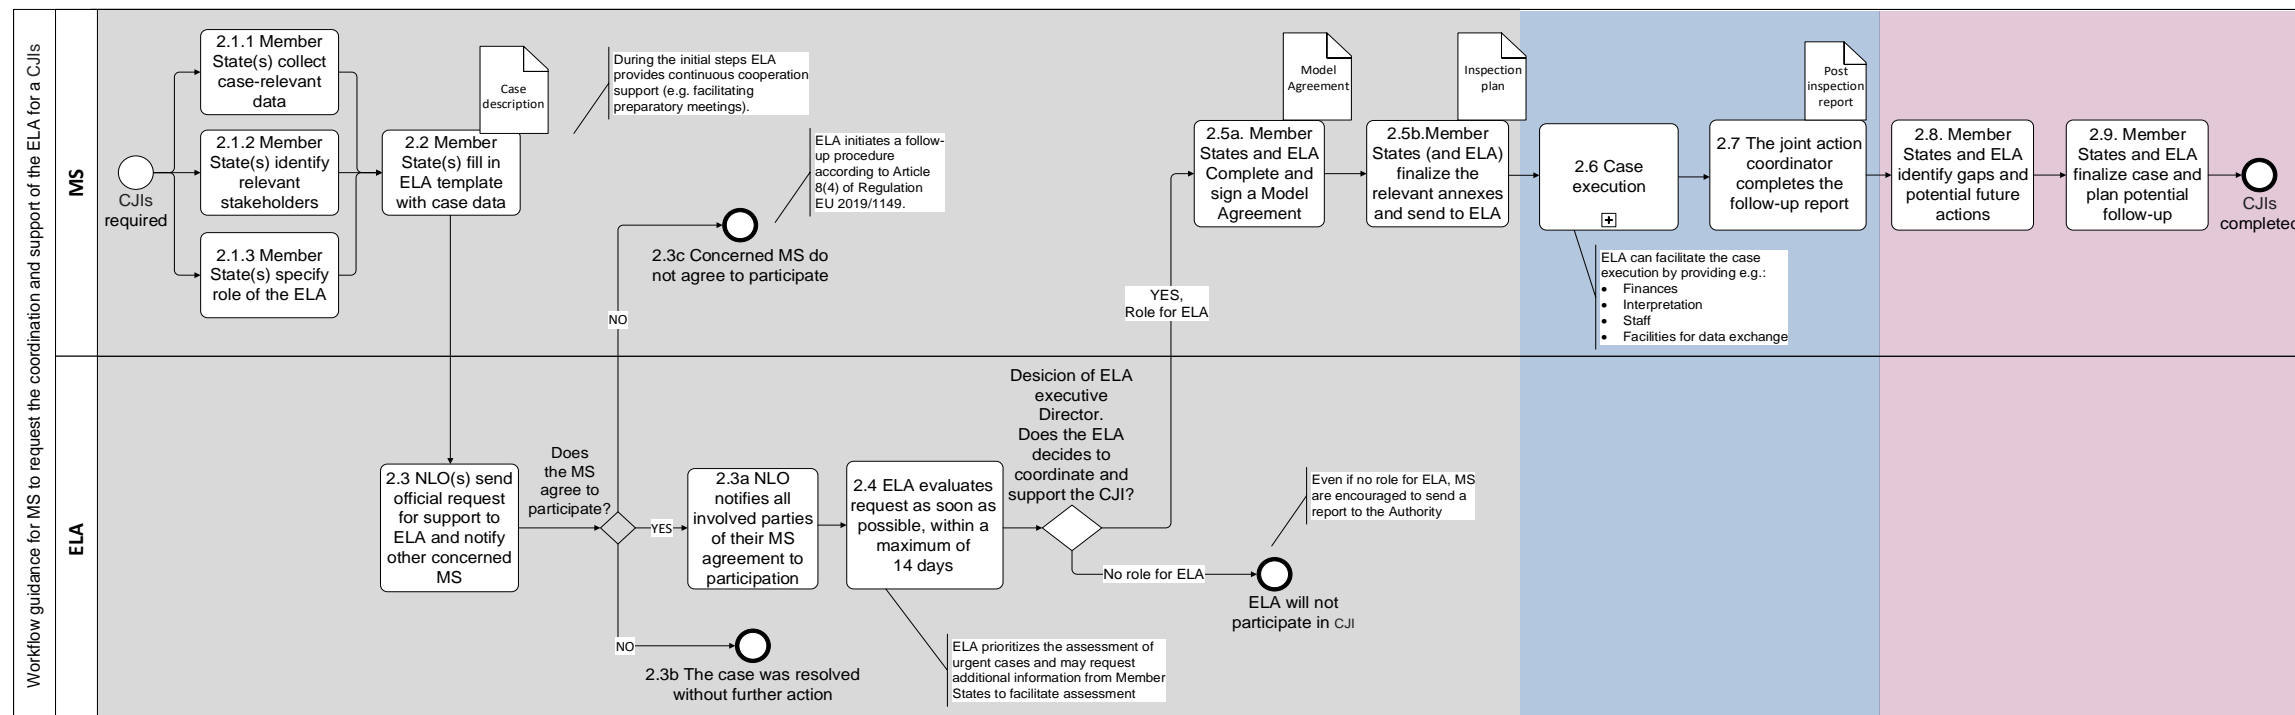 Workflow guidance for MS to request the coordination and support of the ELA for a CJIs
MS
CJIs
required
2.1.1 Member
State(s) collect
case-relevant
data
2.1.2 Member
State(s) identify
relevant
stakeholders
2.1.3 Member
State(s) specify
role of the ELA
Case
description
2.2 Member
State(s) fill in
ELA template
with case data
During the initial steps ELA
provides continuous cooperation
support (e.g. facilitating
preparatory meetings).
ELA initiates a follow-
up procedure
according to Article
8(4) of Regulation
EU 2019/1149.
2.3c Concerned MS do
not agree to participate
NO
YES,
Role for ELA
Model
Agreement
2.5a. Member
States and ELA
Complete and
sign a Model
Agreement
Inspection
plan
2.5b.Member
States (and ELA)
finalize the
relevant annexes
and send to ELA
2.6 Case
execution
ELA can facilitate the case
execution by providing e.g.:
• Finances
• Interpretation
• Staff
• Facilities for data exchange
Post
inspection
report
2.7 The joint action
coordinator
completes the
follow-up report
2.8. Member
States and ELA
identify gaps and
potential future
actions
2.9. Member
States and ELA
finalize case and
plan potential
follow-up
CJIs
completed
ELA
2.3 NLO(s) send
official request
for support to
ELA and notify
other concerned
MS
Does
the MS
agree to
participate?
YES
NO
2.3b The case was resolved
without further action
2.3a NLO
notifies all
involved parties
of their MS
agreement to
participation
2.4 ELA evaluates
request as soon as
possible, within a
maximum of
14 days
ELA prioritizes the assessment of
urgent cases and may request
additional information from Member
States to facilitate assessment
Desicion of ELA
executive
Director.
Does the ELA
decides to
coordinate and
support the CJI?
No role for ELA
Even if no role for ELA, MS
are encouraged to send a
report to the Authority
ELA will not
participate in CJI